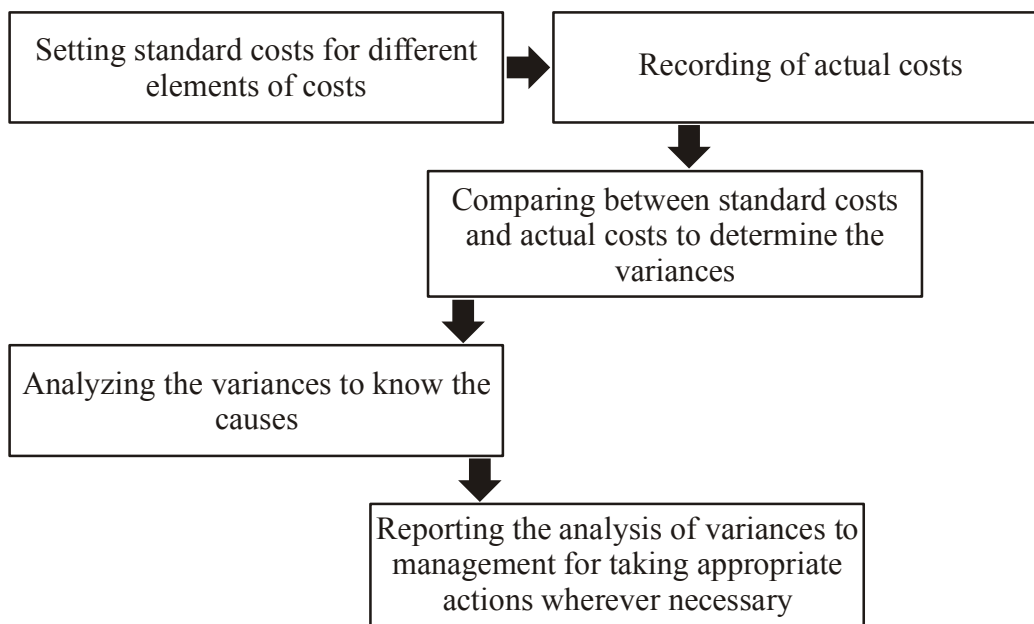 Setting standard costs for different
elements of costs
Recording of actual costs
Comparing between standard costs
and actual costs to determine the
variances
Analyzing the variances to know the
causes
Reporting the analysis of variances to
management for taking appropriate
actions wherever necessary